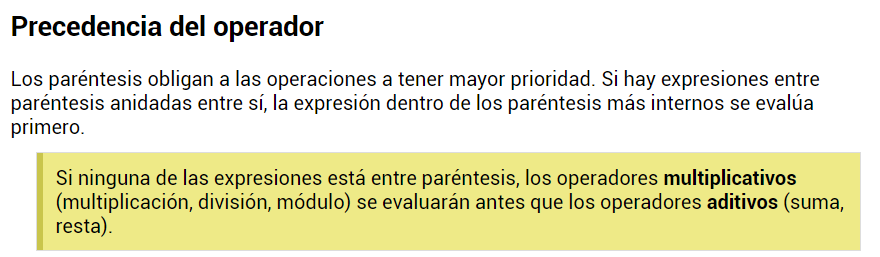 Precedencia del operador
Los paréntesis obligan a las operaciones a tener mayor prioridad. Si hay expresiones entre
paréntesis anidadas entre sí, la expresión dentro de los paréntesis más internos se evalúa
primero.
Si ninguna de las expresiones está entre paréntesis, los operadores multiplicativos
(multiplicación, división, módulo) se evaluarán antes que los operadores aditivos (suma,
resta).